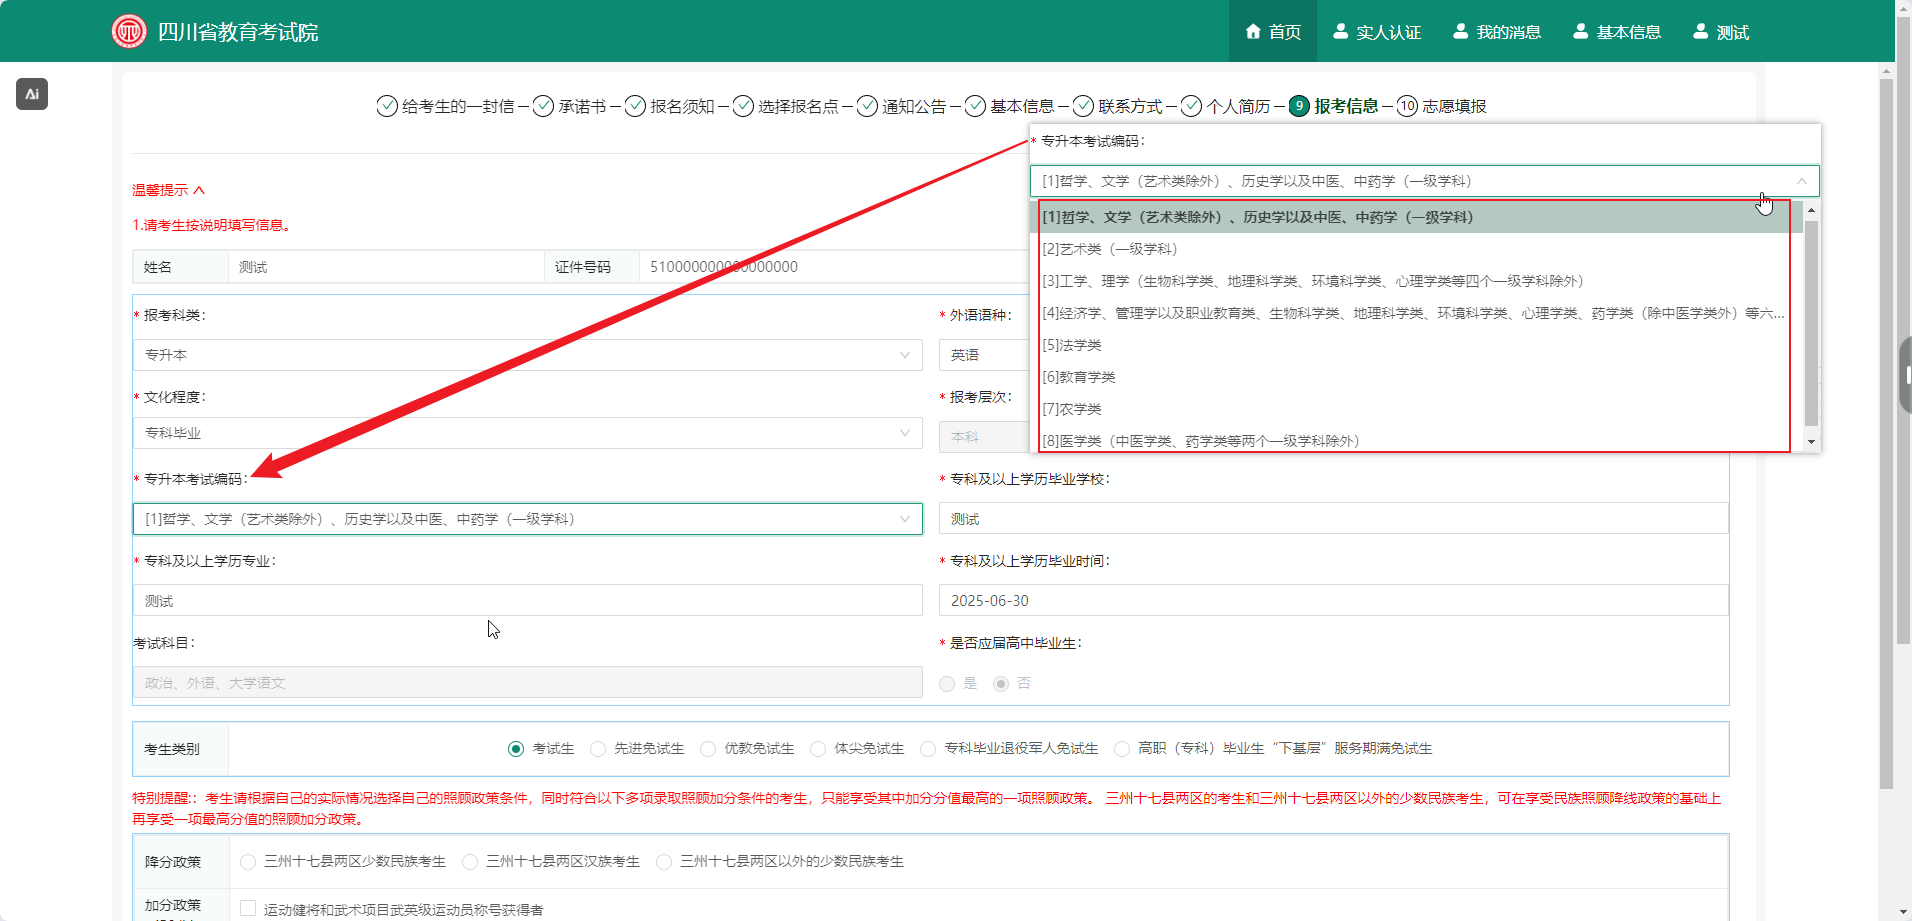 四川省教育考试院
首页
实人认证
我的消息
基本信息
测试
Ai
给考生的一封信
承诺书
报名须知
选择报名点
通知公告
基本信息
联系方式
个人简历
9 报考信息
10 志愿填报
* 专升本考试编码：
[1]哲学、文学（艺术类除外）、历史学以及中医、中药学（一级学科）
[1]哲学、文学（艺术类除外）、历史学以及中医、中药学（一级学科）
[2]艺术类（一级学科）
[3]工学、理学（生物科学类、地理科学类、环境科学类、心理学类等四个一级学科除外）
[4]经济学、管理学以及职业教育类、生物科学类、地理科学类、环境科学类、心理学类、药学类（除中医学类外）等六...
[5]法学类
[6]教育学类
[7]农学类
[8]医学类（中医学类、药学类等两个一级学科除外）
温馨提示
1.请考生按说明填写信息。
姓名 测试 证件号码 510000000000000000
* 报考科类： * 外语语种：
专升本 英语
* 文化程度： * 报考层次：
专科毕业 本科
* 专升本考试编码： * 专科及以上学历毕业学校：
[1]哲学、文学（艺术类除外）、历史学以及中医、中药学（一级学科） 测试
* 专科及以上学历专业： * 专科及以上学历毕业时间：
测试 2025-06-30
考试科目： * 是否应届高中毕业生：
政治、外语、大学语文 是 否
考生类别 考试生 先进免试生 优教免试生 体尖免试生 专科毕业退役军人免试生 高职（专科）毕业生“下基层”服务期满免试生
特别提醒:：考生请根据自己的实际情况选择自己的照顾政策条件，同时符合以下多项录取照顾加分条件的考生，只能享受其中加分分值最高的一项照顾政策。 三州十七县两区的考生和三州十七县两区以外的少数民族考生，可在享受民族照顾降线政策的基础上
再享受一项最高分值的照顾加分政策。
降分政策 三州十七县两区少数民族考生 三州十七县两区汉族考生 三州十七县两区以外的少数民族考生
加分政策 运动健将和武术项目武英级运动员称号获得者